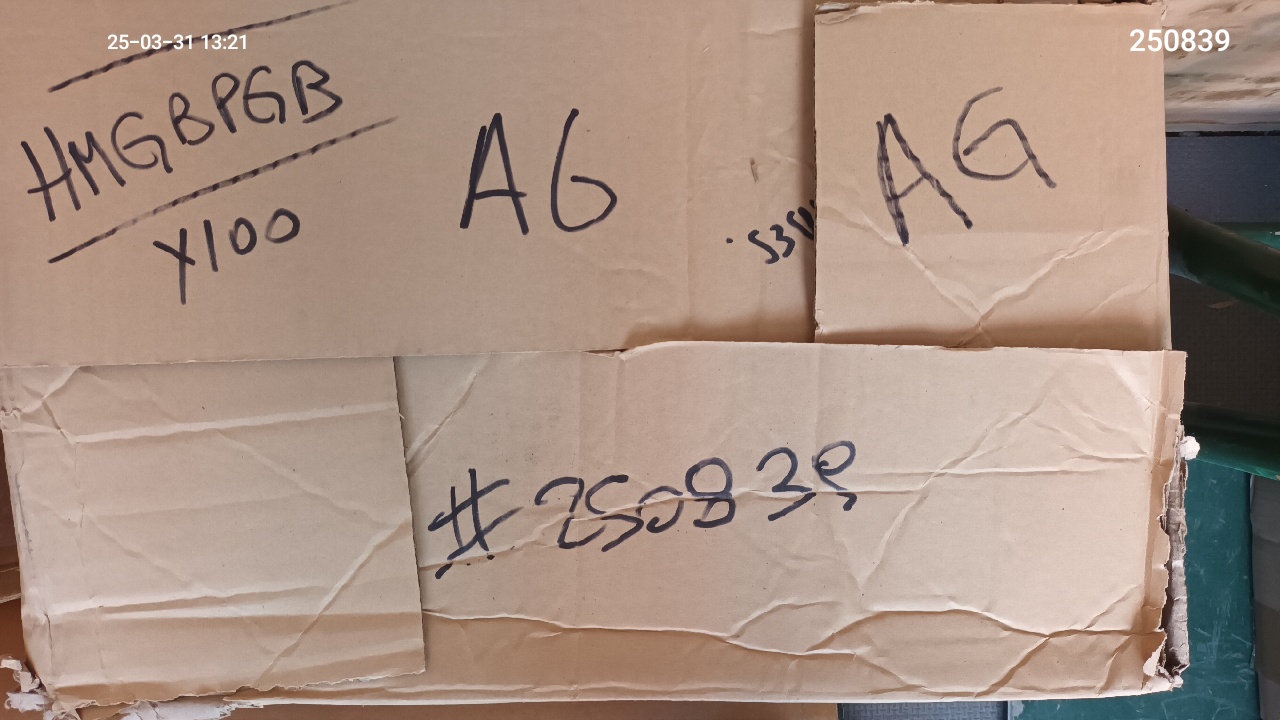 25-03-31 13:21
250839
HMGBPGB
X100
AG
AG
#250839